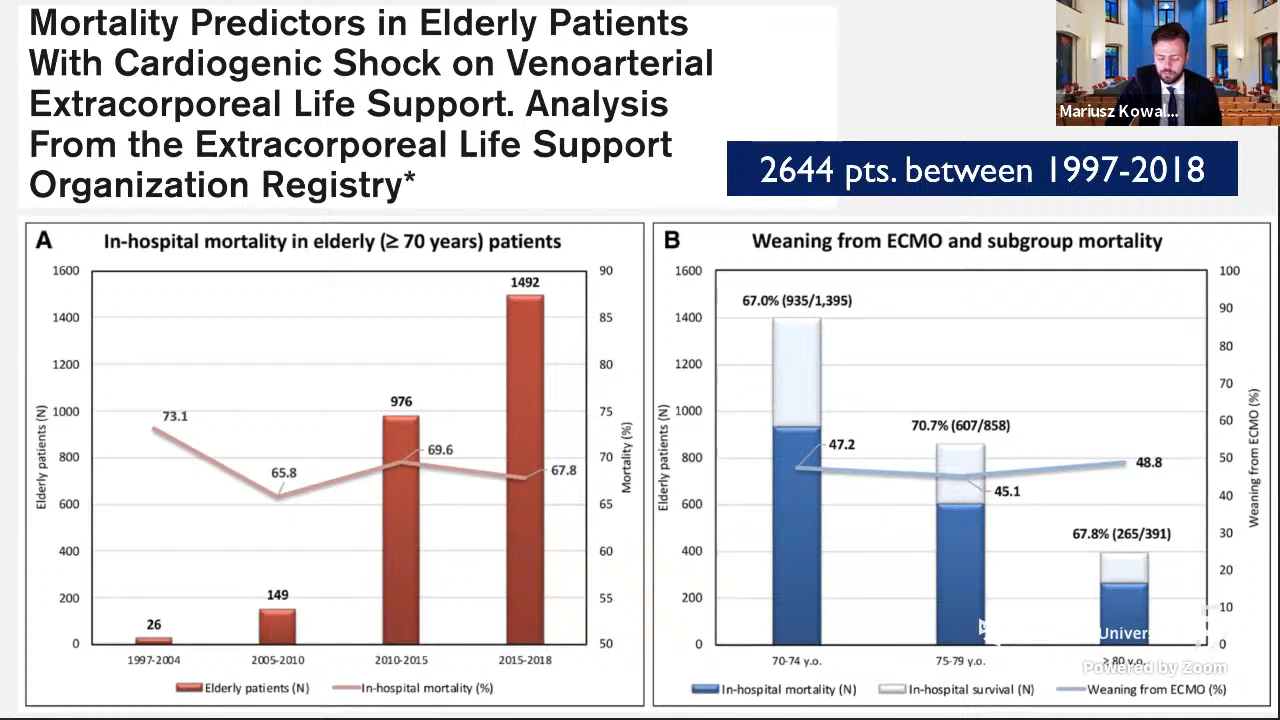 Mortality Predictors in Elderly Patients
With Cardiogenic Shock on Venoarterial
Extracorporeal Life Support. Analysis
From the Extracorporeal Life Support
Organization Registry*
Mariusz Kowal...
2644 pts. between 1997-2018
A In-hospital mortality in elderly (≥ 70 years) patients
1600
1400
1200
1000
800
600
400
200
0
Elderly patients (N)
90
85
80
75
70
65
60
55
50
Mortality (%)
26
149
976
1492
73.1
65.8
69.6
67.8
1997-2004 2005-2010 2010-2015 2015-2018
Elderly patients (N) In-hospital mortality (%)
B Weaning from ECMO and subgroup mortality
1600
1400
1200
1000
800
600
400
200
0
Elderly patients (N)
100
90
80
70
60
50
40
30
20
10
0
Weaning from ECMO (%)
67.0% (935/1,395)
70.7% (607/858)
67.8% (265/391)
47.2
45.1
48.8
70-74 y.o. 75-79 y.o. ≥ 80 y.o.
In-hospital mortality (N) In-hospital survival (N) Weaning from ECMO (%)
Powered by Zoom